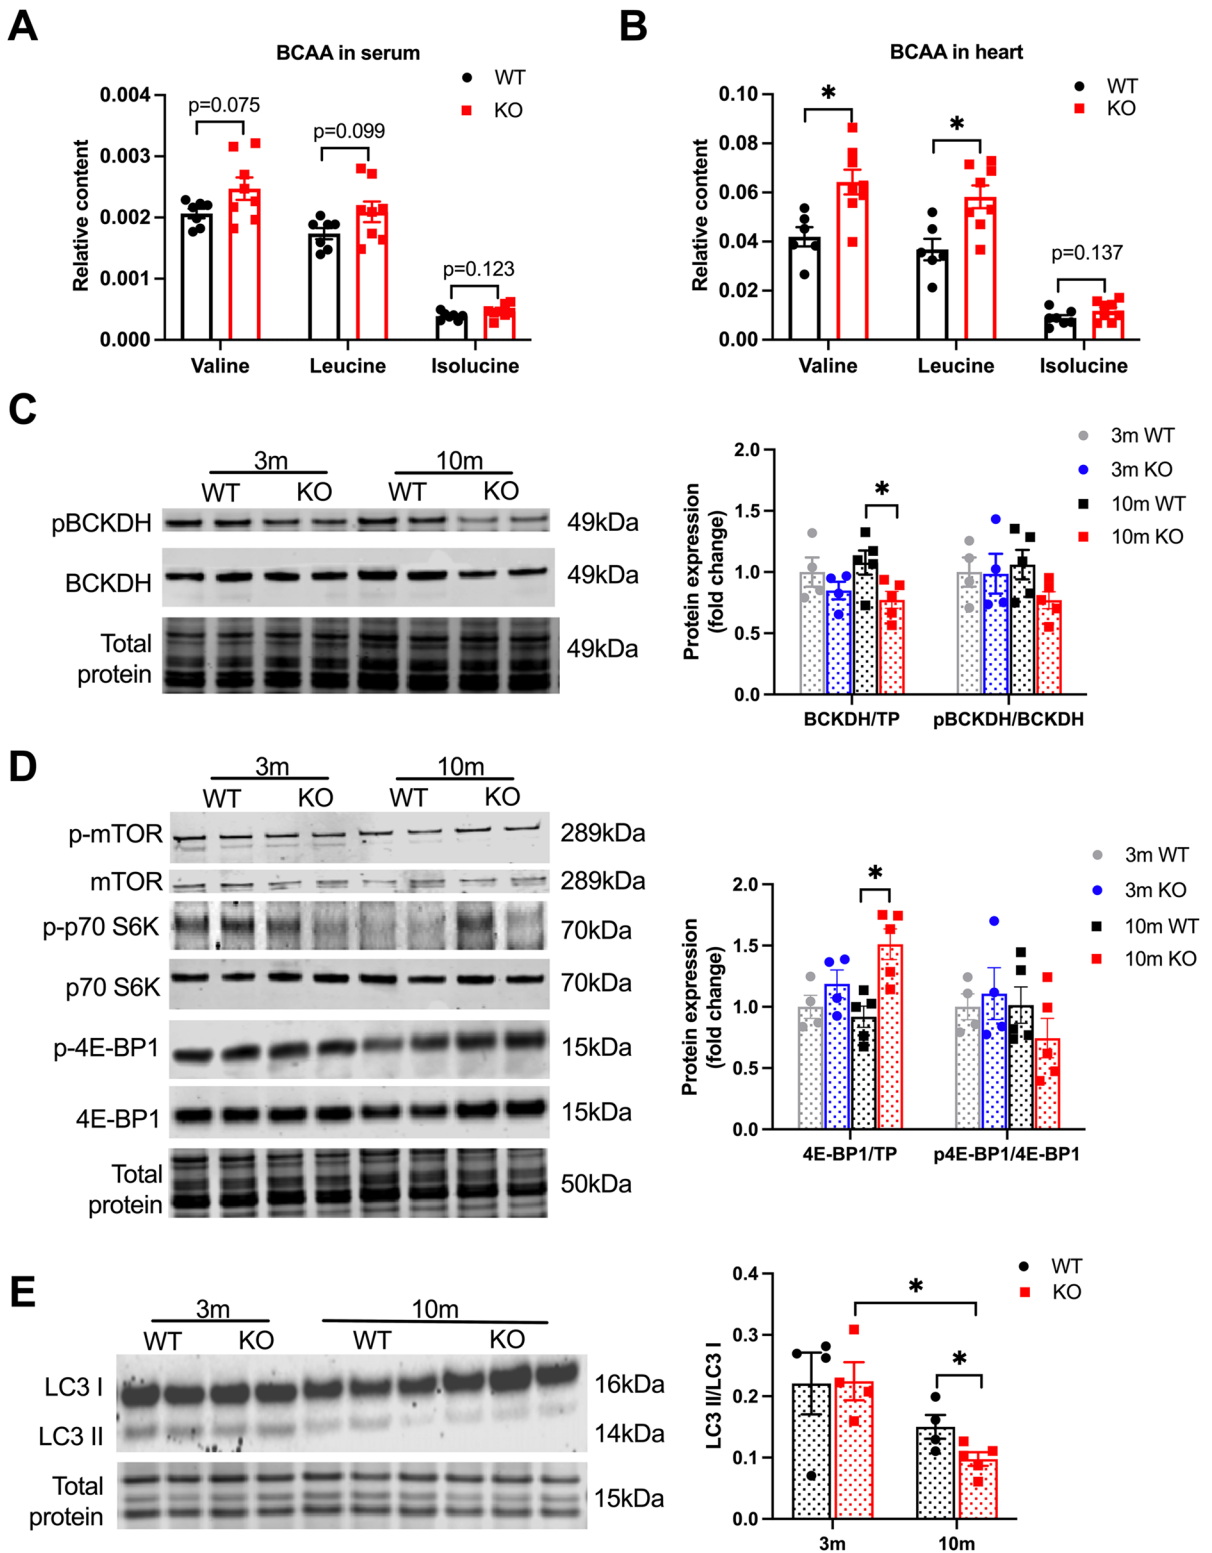 A
BCAA in serum
WT
KO
Relative content
0.004
0.003
0.002
0.001
0.000
p=0.075
p=0.099
p=0.123
Valine
Leucine
Isolucine
B
BCAA in heart
WT
KO
Relative content
0.10
0.08
0.06
0.04
0.02
0.00
*
*
p=0.137
Valine
Leucine
Isolucine
C
3m
10m
WT
KO
WT
KO
pBCKDH
49kDa
BCKDH
49kDa
Total
protein
49kDa
Protein expression
(fold change)
2.0
1.5
1.0
0.5
0.0
*
BCKDH/TP
pBCKDH/BCKDH
3m WT
3m KO
10m WT
10m KO
D
3m
10m
WT
KO
WT
KO
p-mTOR
289kDa
mTOR
289kDa
p-p70 S6K
70kDa
p70 S6K
70kDa
p-4E-BP1
15kDa
4E-BP1
15kDa
Total
protein
50kDa
Protein expression
(fold change)
2.0
1.5
1.0
0.5
0.0
*
4E-BP1/TP
p4E-BP1/4E-BP1
3m WT
3m KO
10m WT
10m KO
E
3m
10m
WT
KO
WT
KO
LC3 I
16kDa
LC3 II
14kDa
Total
protein
15kDa
LC3 II/LC3 I
0.4
0.3
0.2
0.1
0.0
*
*
3m
10m
WT
KO